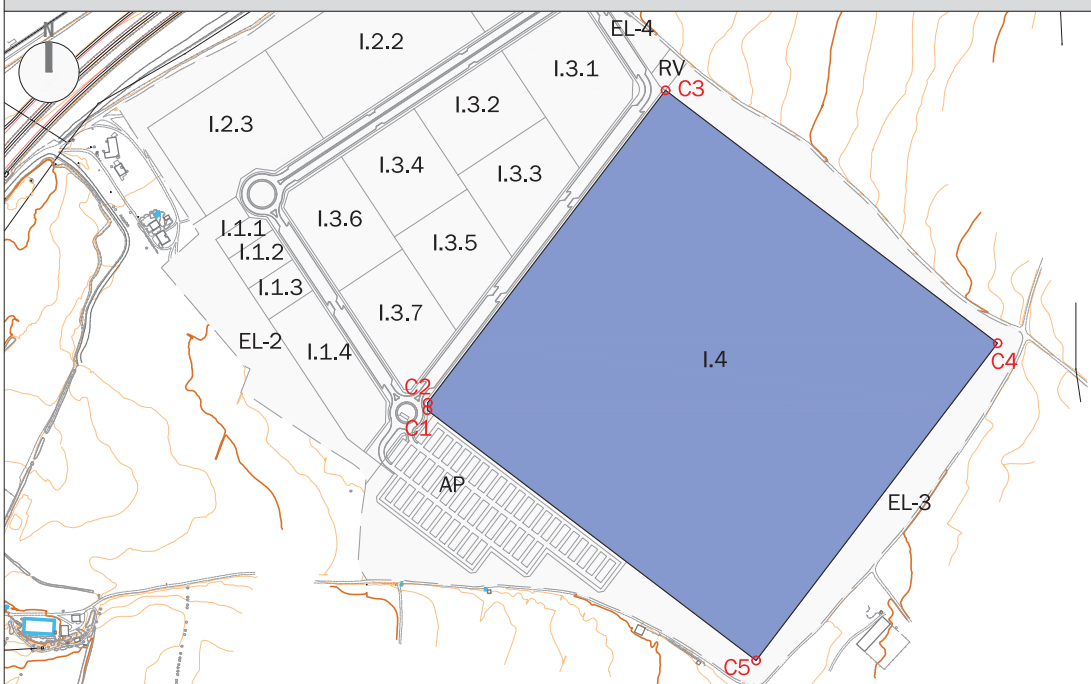 N
EL-4
I.2.2
I.3.1
RV
C3
I.3.2
I.2.3
I.3.4
I.3.3
I.3.6
I.1.1
I.3.5
I.1.2
I.1.3
I.3.7
EL-2
I.1.4
I.4
C4
C2
C1
AP
EL-3
C5